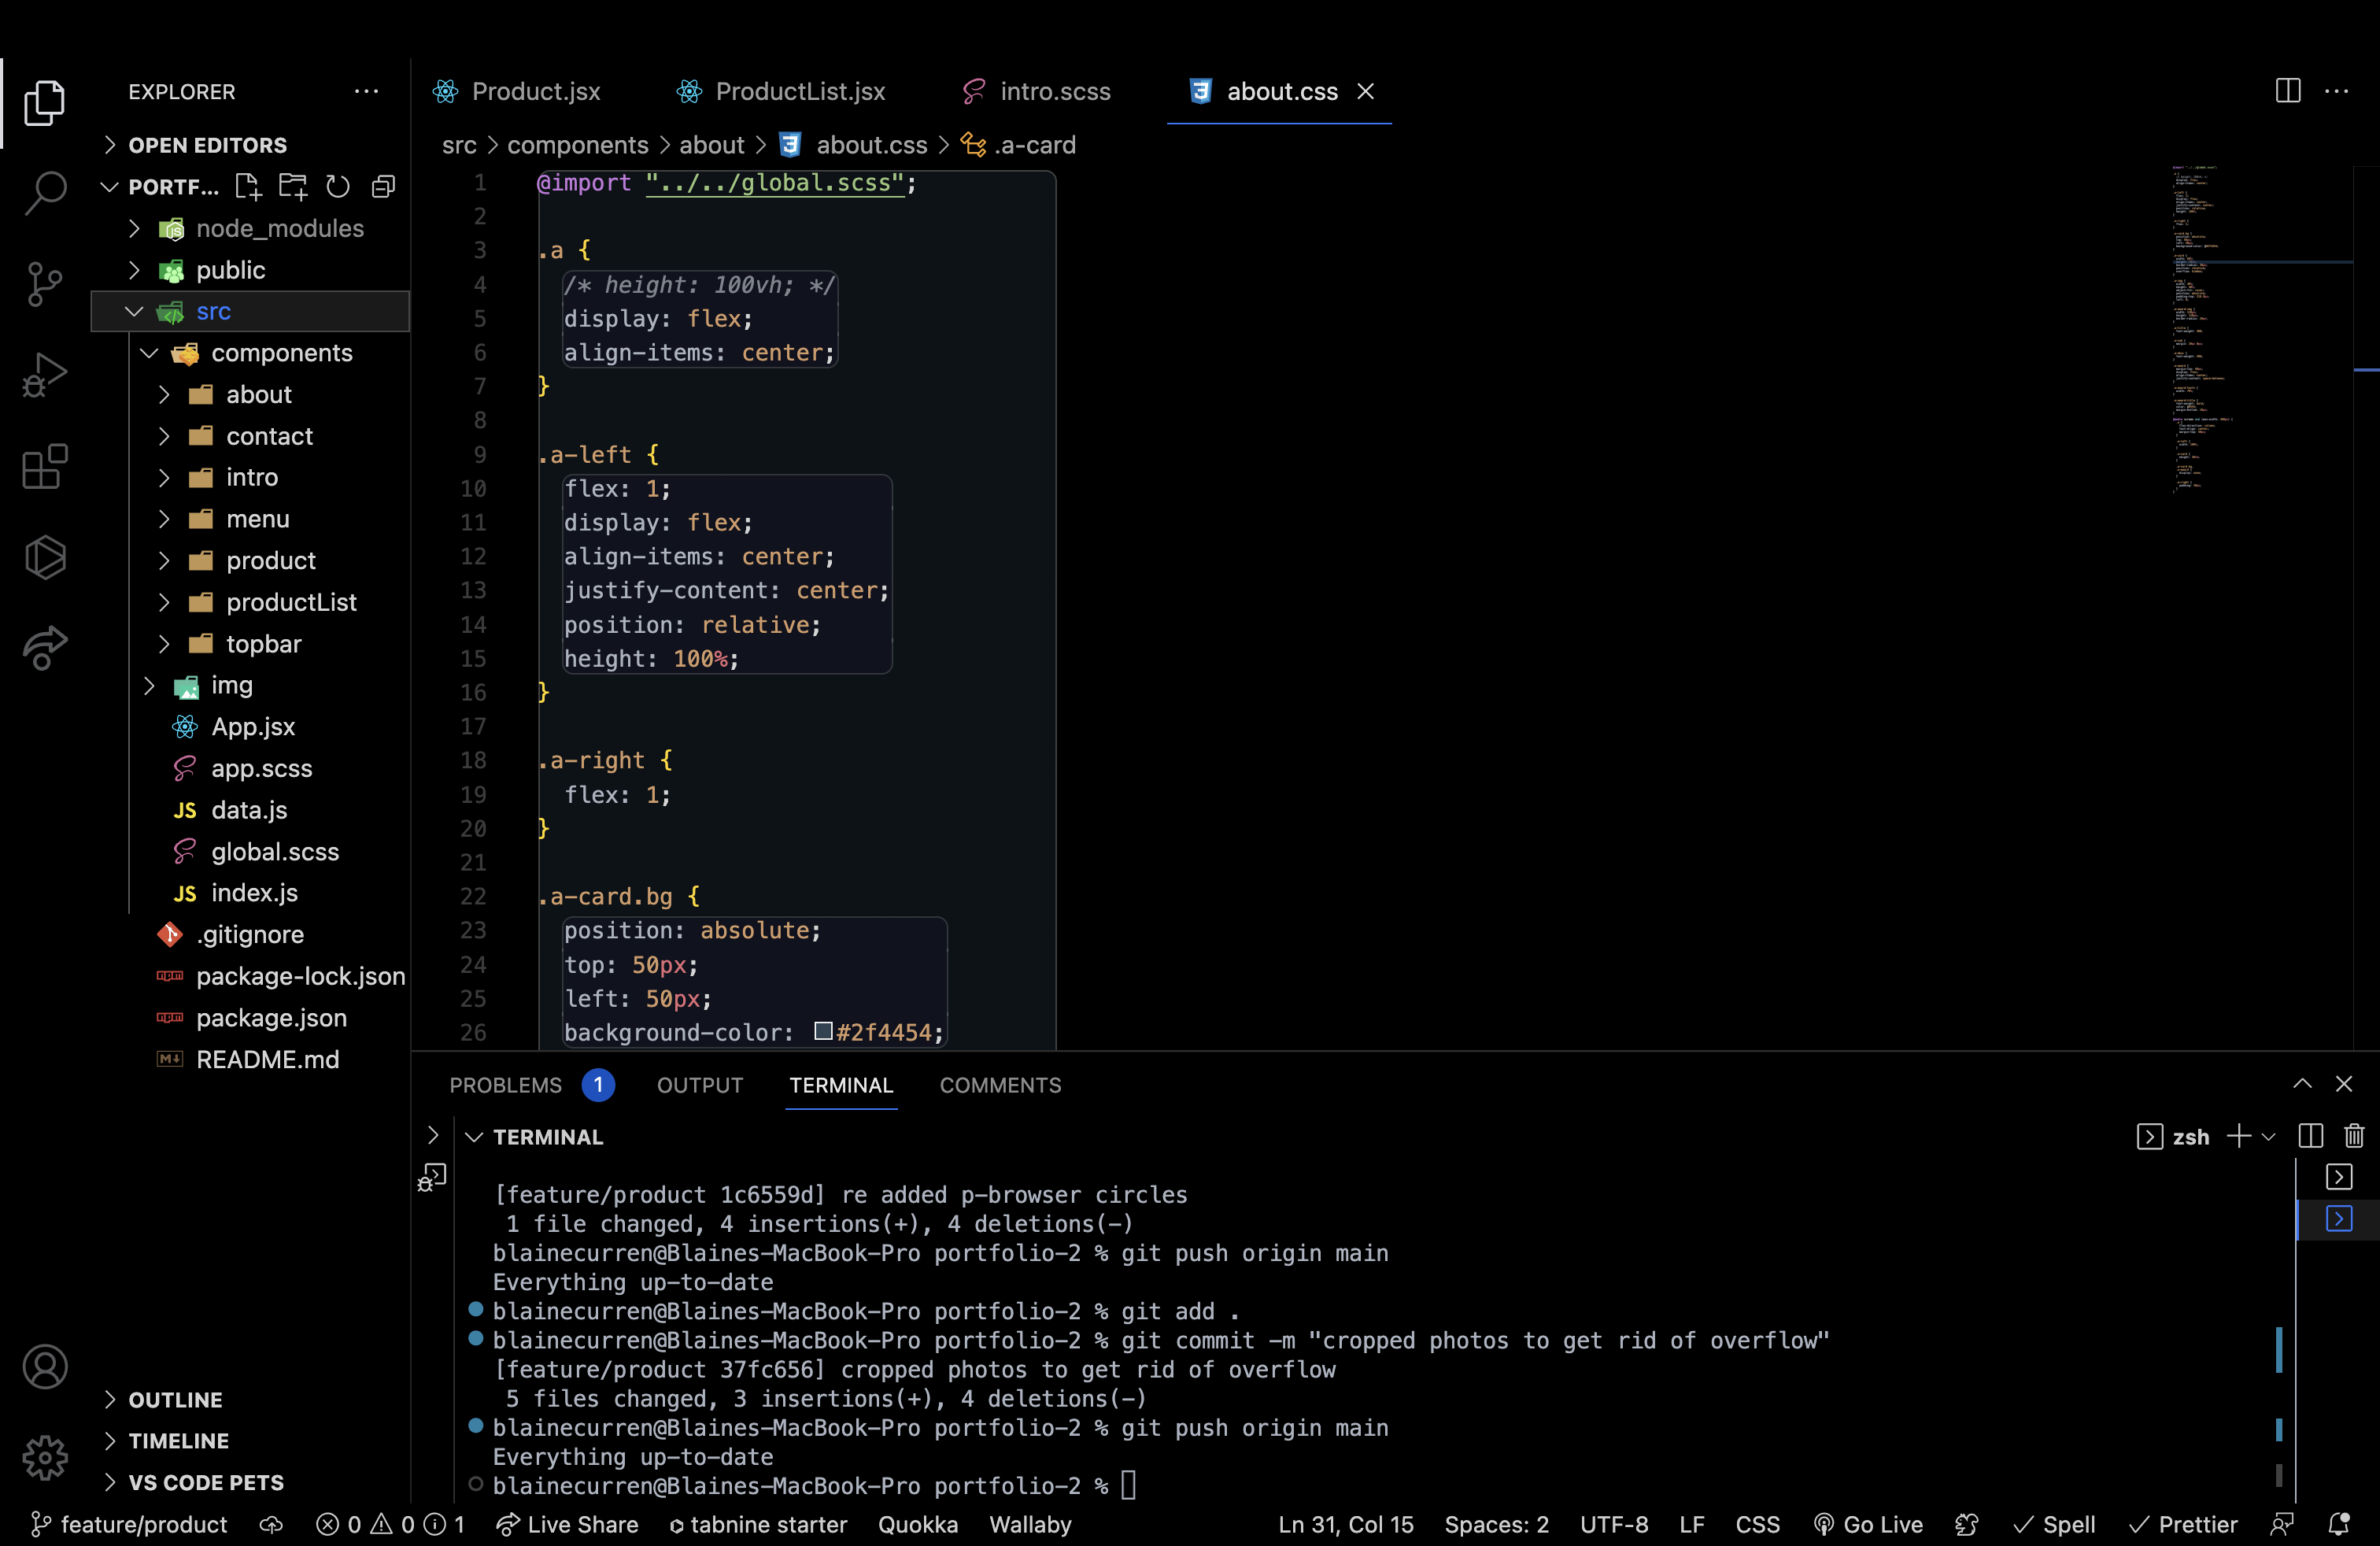 EXPLORER
OPEN EDITORS
PORTF...
node_modules
public
src
components
about
contact
intro
menu
product
productList
topbar
img
App.jsx
app.scss
JS data.js
global.scss
JS index.js
.gitignore
package-lock.json
package.json
README.md
OUTLINE
TIMELINE
VS CODE PETS
Product.jsx
ProductList.jsx
intro.scss
about.css
src > components > about > about.css > .a-card
1 @import "../../global.scss";
2
3 .a {
4 /* height: 100vh; */
5 display: flex;
6 align-items: center;
7 }
8
9 .a-left {
10 flex: 1;
11 display: flex;
12 align-items: center;
13 justify-content: center;
14 position: relative;
15 height: 100%;
16 }
17
18 .a-right {
19 flex: 1;
20 }
21
22 .a-card.bg {
23 position: absolute;
24 top: 50px;
25 left: 50px;
26 background-color: #2f4454;
PROBLEMS 1 OUTPUT TERMINAL COMMENTS
TERMINAL
zsh
[feature/product 1c6559d] re added p-browser circles
1 file changed, 4 insertions(+), 4 deletions(-)
blainecurren@Blaines-MacBook-Pro portfolio-2 % git push origin main
Everything up-to-date
blainecurren@Blaines-MacBook-Pro portfolio-2 % git add .
blainecurren@Blaines-MacBook-Pro portfolio-2 % git commit -m "cropped photos to get rid of overflow"
[feature/product 37fc656] cropped photos to get rid of overflow
5 files changed, 3 insertions(+), 4 deletions(-)
blainecurren@Blaines-MacBook-Pro portfolio-2 % git push origin main
Everything up-to-date
blainecurren@Blaines-MacBook-Pro portfolio-2 %
feature/product 0 0 1 Live Share tabnine starter Quokka Wallaby Ln 31, Col 15 Spaces: 2 UTF-8 LF CSS Go Live Spell Prettier